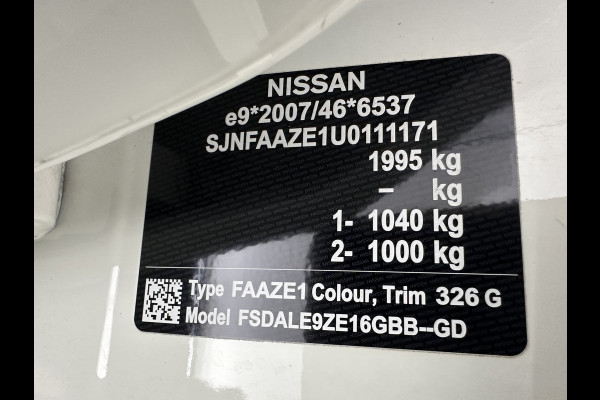 NISSAN
e9*2007/46*6537
SJNFAAZE1U0111171
1995 kg
– kg
1- 1040 kg
2- 1000 kg
Type FAAZE1 Colour, Trim 326 G
Model FSDALE9ZE16GBB--GD